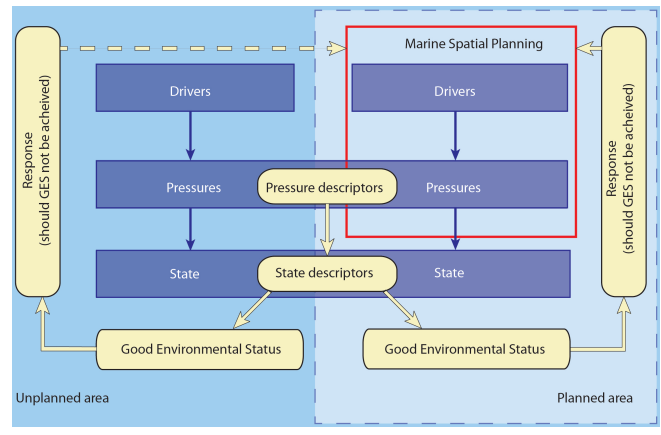 Marine Spatial Planning
Response
(should GES not be acheived)
Drivers
Drivers
Response
(should GES not be acheived)
Pressures
Pressure descriptors
Pressures
State
State descriptors
State
Good Environmental Status
Good Environmental Status
Unplanned area
Planned area